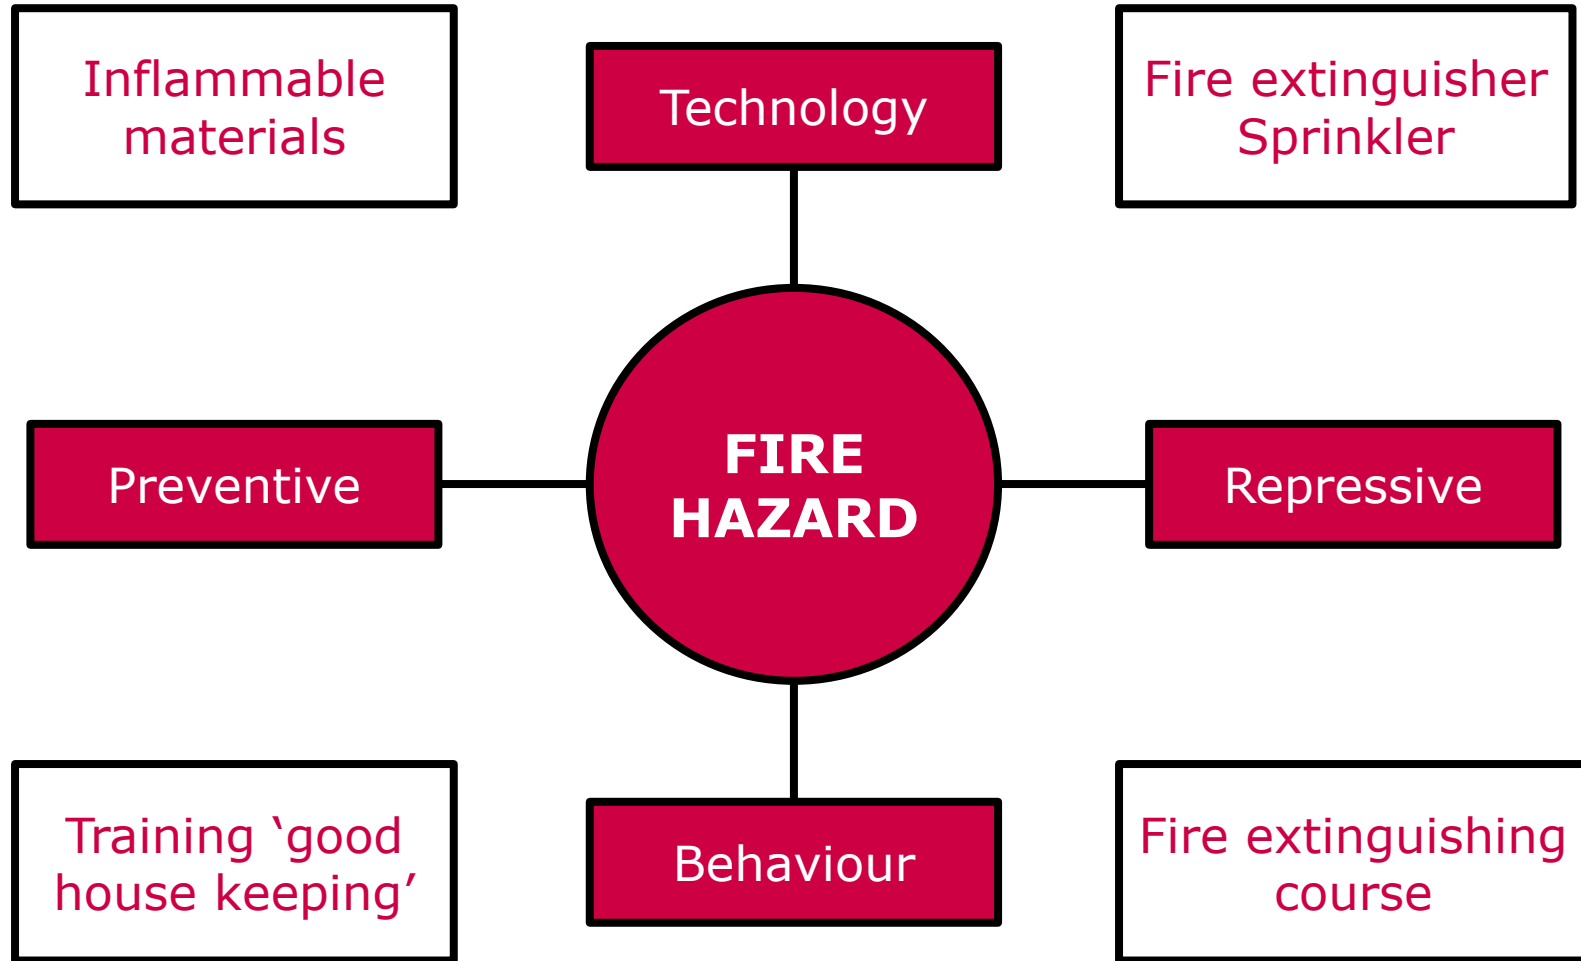 Inflammable
materials
Technology
Fire extinguisher
Sprinkler
Preventive
FIRE
HAZARD
Repressive
Training ‘good
house keeping’
Behaviour
Fire extinguishing
course